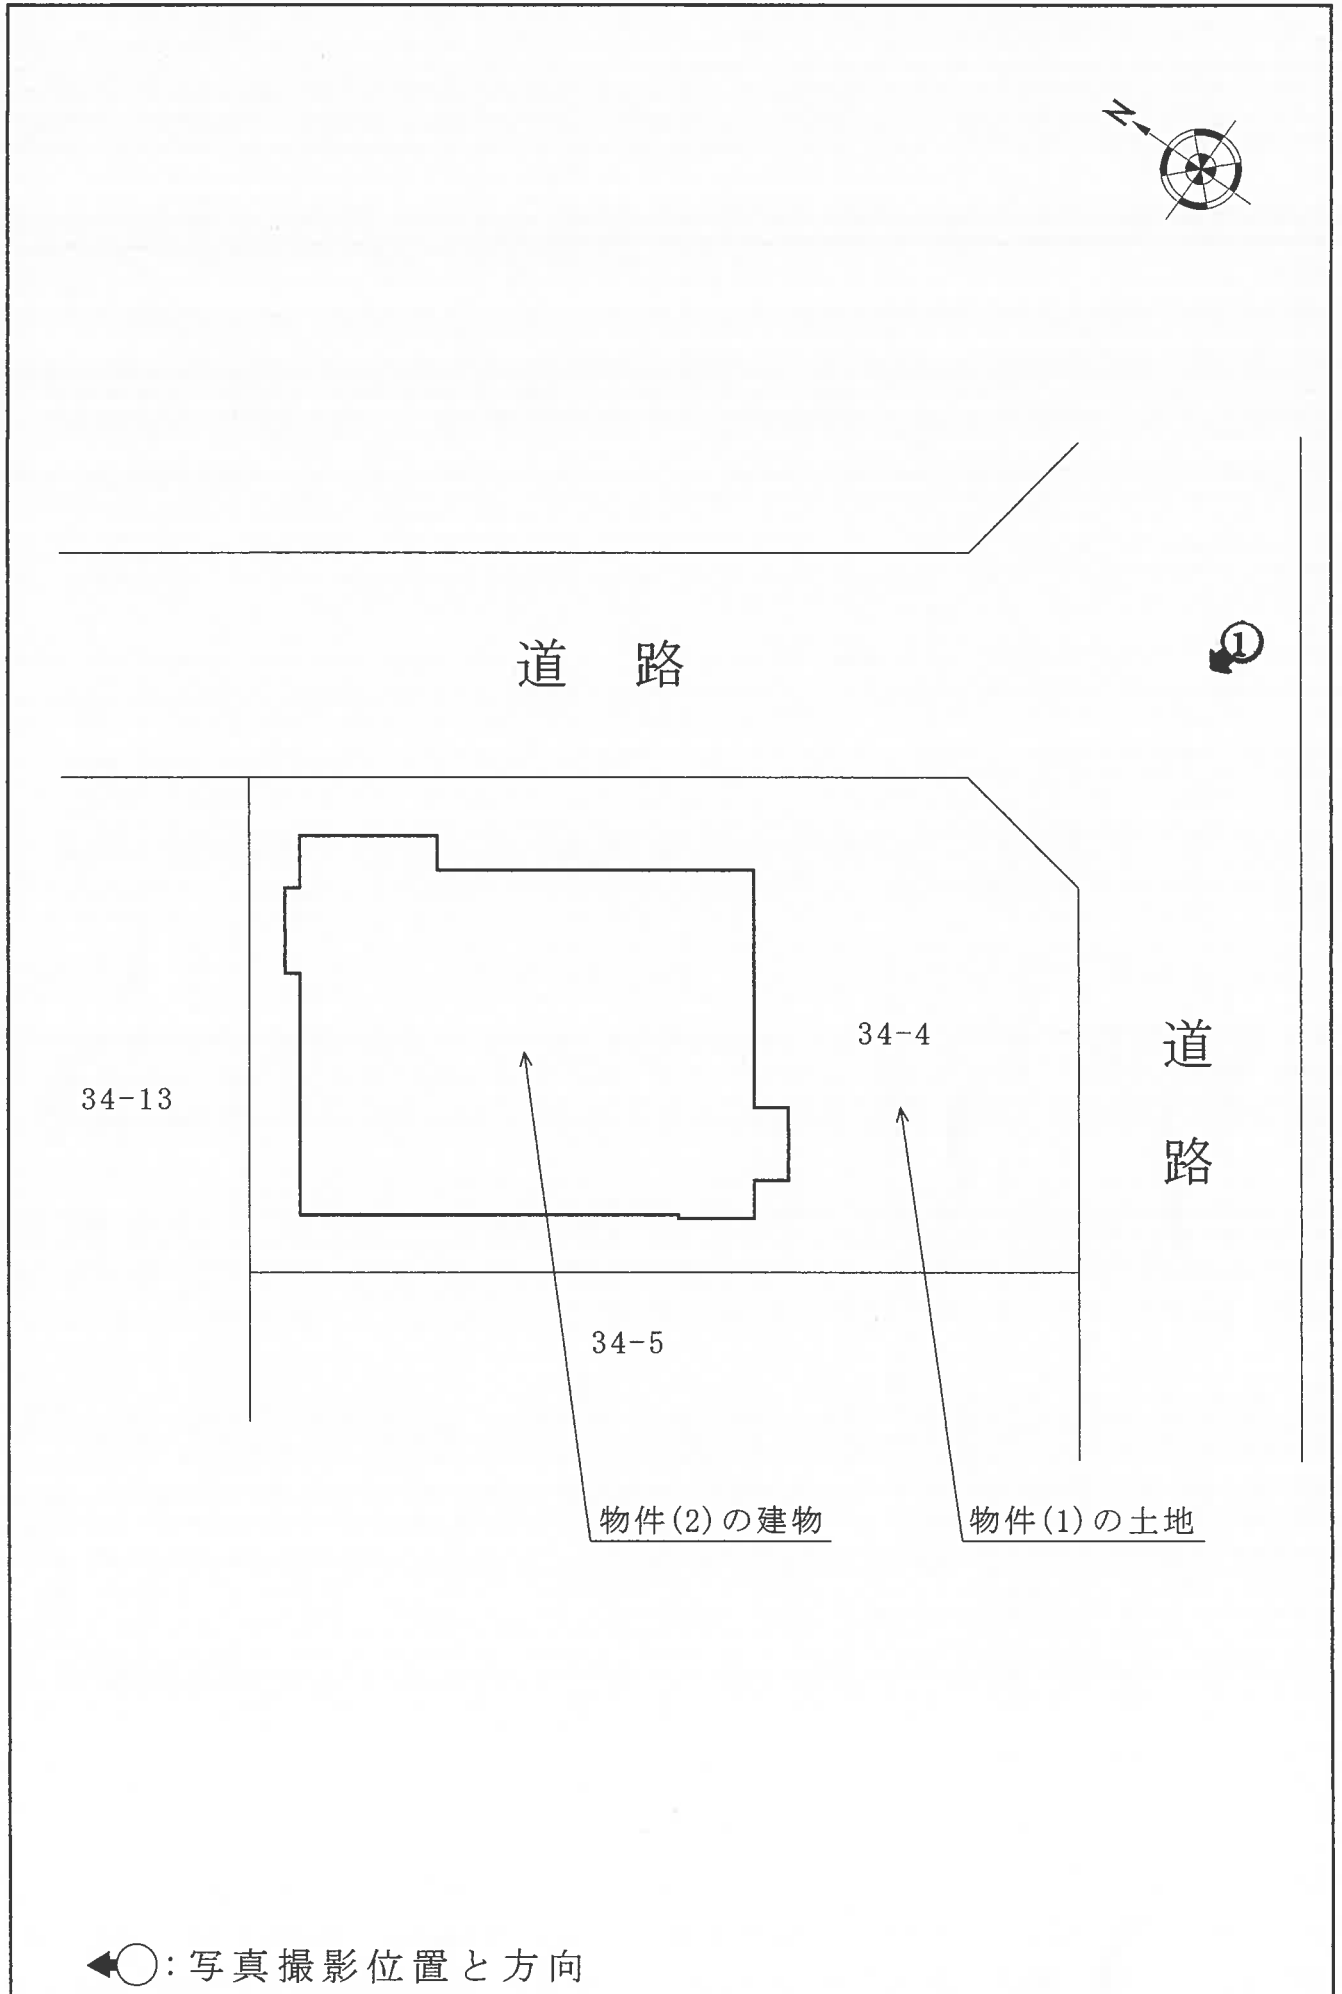 N
道 路
①
34-4
道
路
34-13
34-5
物件(2)の建物
物件(1)の土地
:写真撮影位置と方向